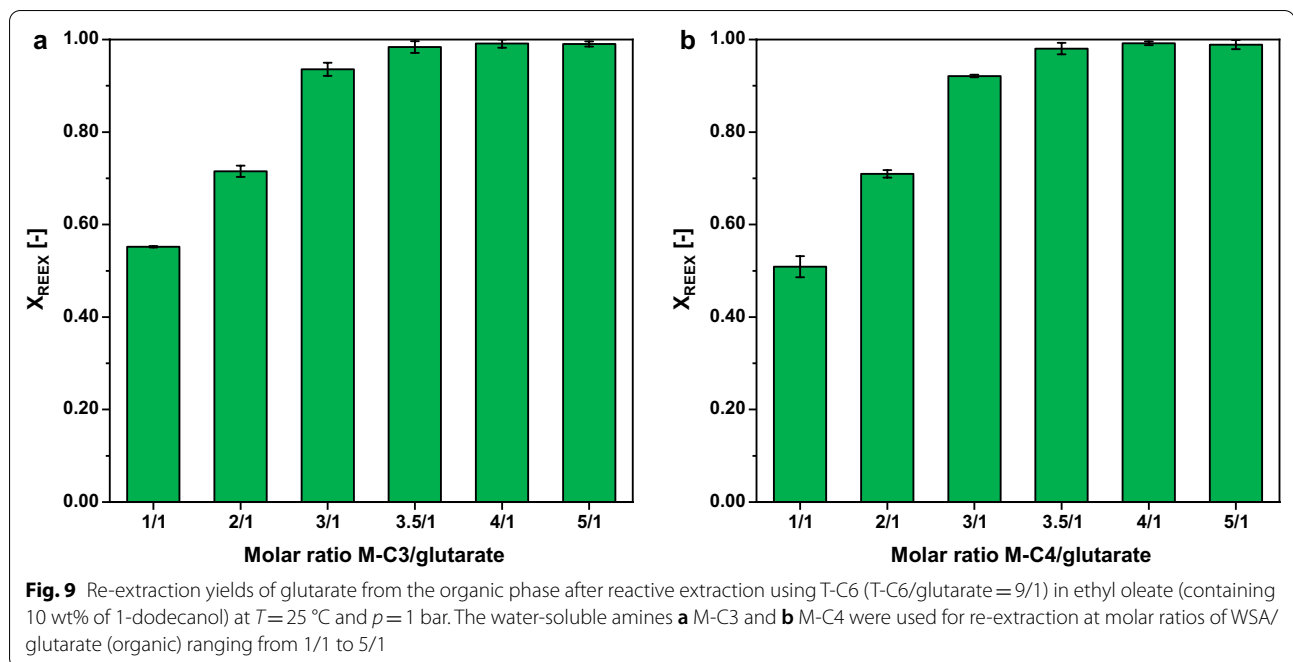 a
1.00
0.80
0.60
0.40
0.20
0.00
X_REEX [-]
1/1 2/1 3/1 3.5/1 4/1 5/1
Molar ratio M-C3/glutarate
b
1.00
0.80
0.60
0.40
0.20
0.00
X_REEX [-]
1/1 2/1 3/1 3.5/1 4/1 5/1
Molar ratio M-C4/glutarate
Fig. 9 Re-extraction yields of glutarate from the organic phase after reactive extraction using T-C6 (T-C6/glutarate = 9/1) in ethyl oleate (containing
10 wt% of 1-dodecanol) at T = 25 °C and p = 1 bar. The water-soluble amines a M-C3 and b M-C4 were used for re-extraction at molar ratios of WSA/
glutarate (organic) ranging from 1/1 to 5/1